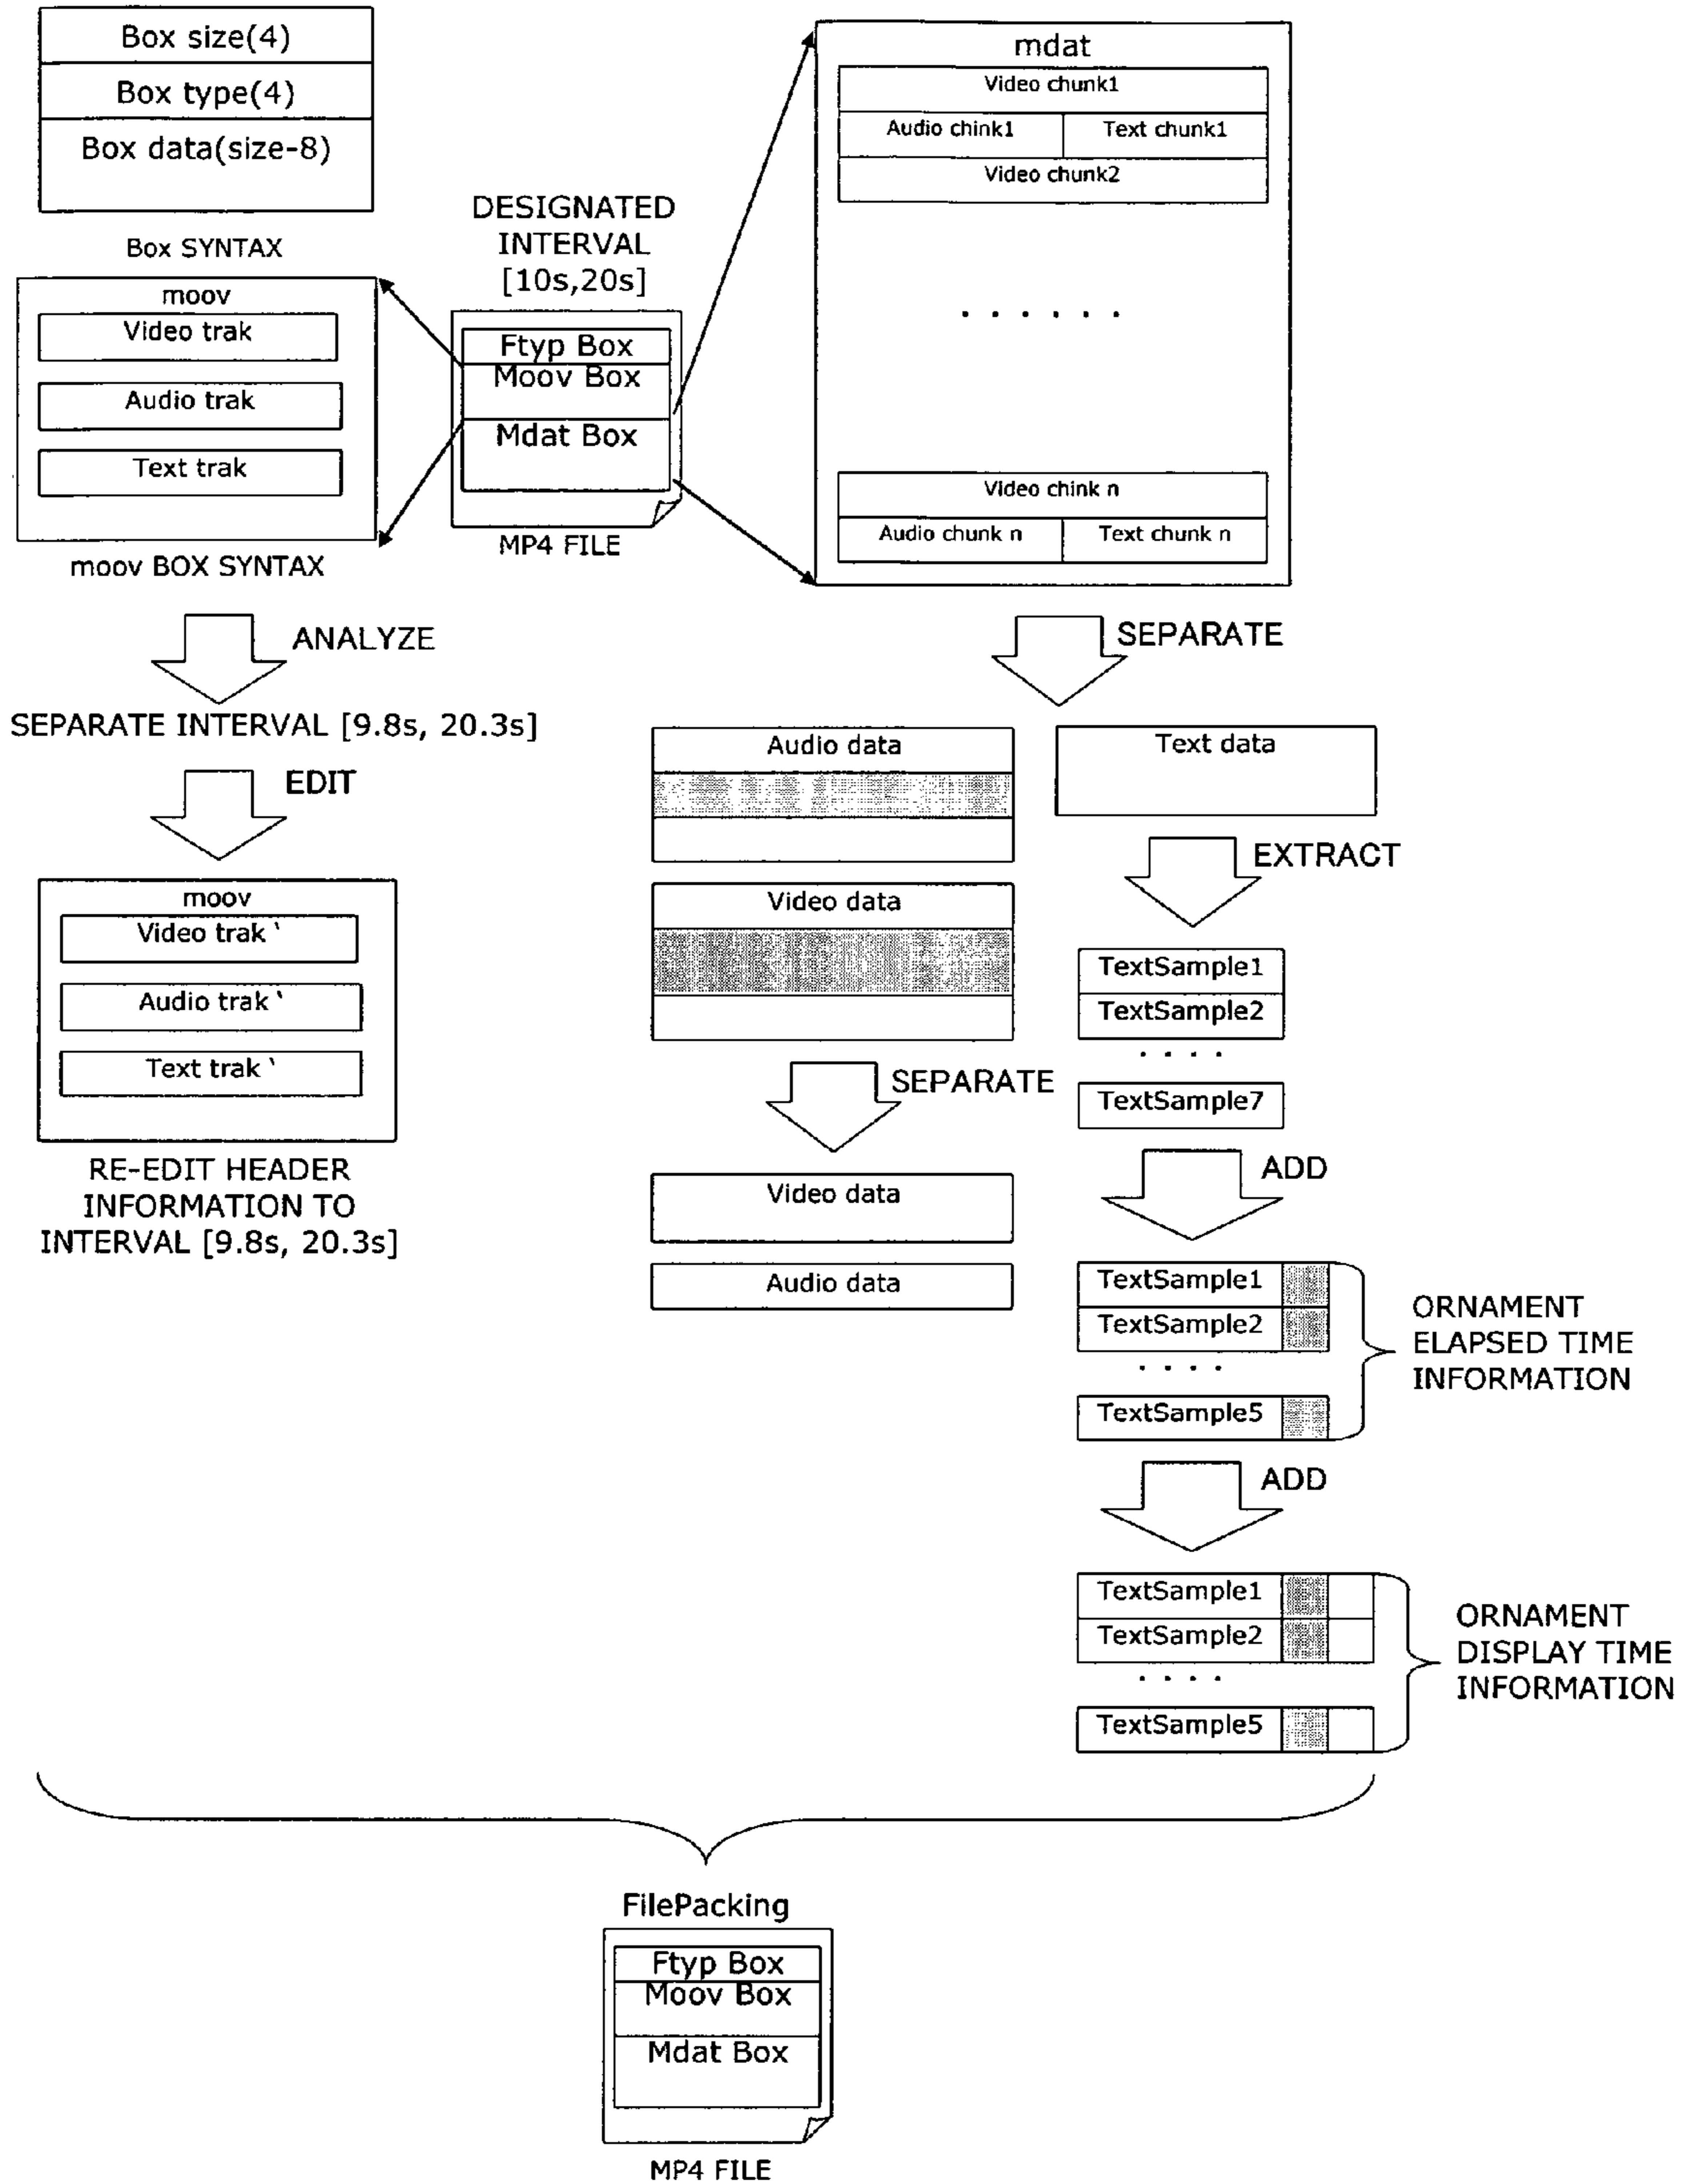 Box size(4)
Box type(4)
Box data(size-8)
Box SYNTAX
moov
Video trak
Audio trak
Text trak
moov BOX SYNTAX
DESIGNATED
INTERVAL
[10s,20s]
Ftyp Box
Moov Box
Mdat Box
MP4 FILE
mdat
Video chunk1
Audio chink1
Text chunk1
Video chunk2
. . . . . .
Video chink n
Audio chunk n
Text chunk n
ANALYZE
SEPARATE INTERVAL [9.8s, 20.3s]
EDIT
moov
Video trak `
Audio trak `
Text trak `
RE-EDIT HEADER
INFORMATION TO
INTERVAL [9.8s, 20.3s]
SEPARATE
Audio data
Video data
SEPARATE
Video data
Audio data
Text data
EXTRACT
TextSample1
TextSample2
. . . .
TextSample7
ADD
TextSample1
TextSample2
. . . .
TextSample5
ORNAMENT
ELAPSED TIME
INFORMATION
ADD
TextSample1
TextSample2
. . . .
TextSample5
ORNAMENT
DISPLAY TIME
INFORMATION
FilePacking
Ftyp Box
Moov Box
Mdat Box
MP4 FILE